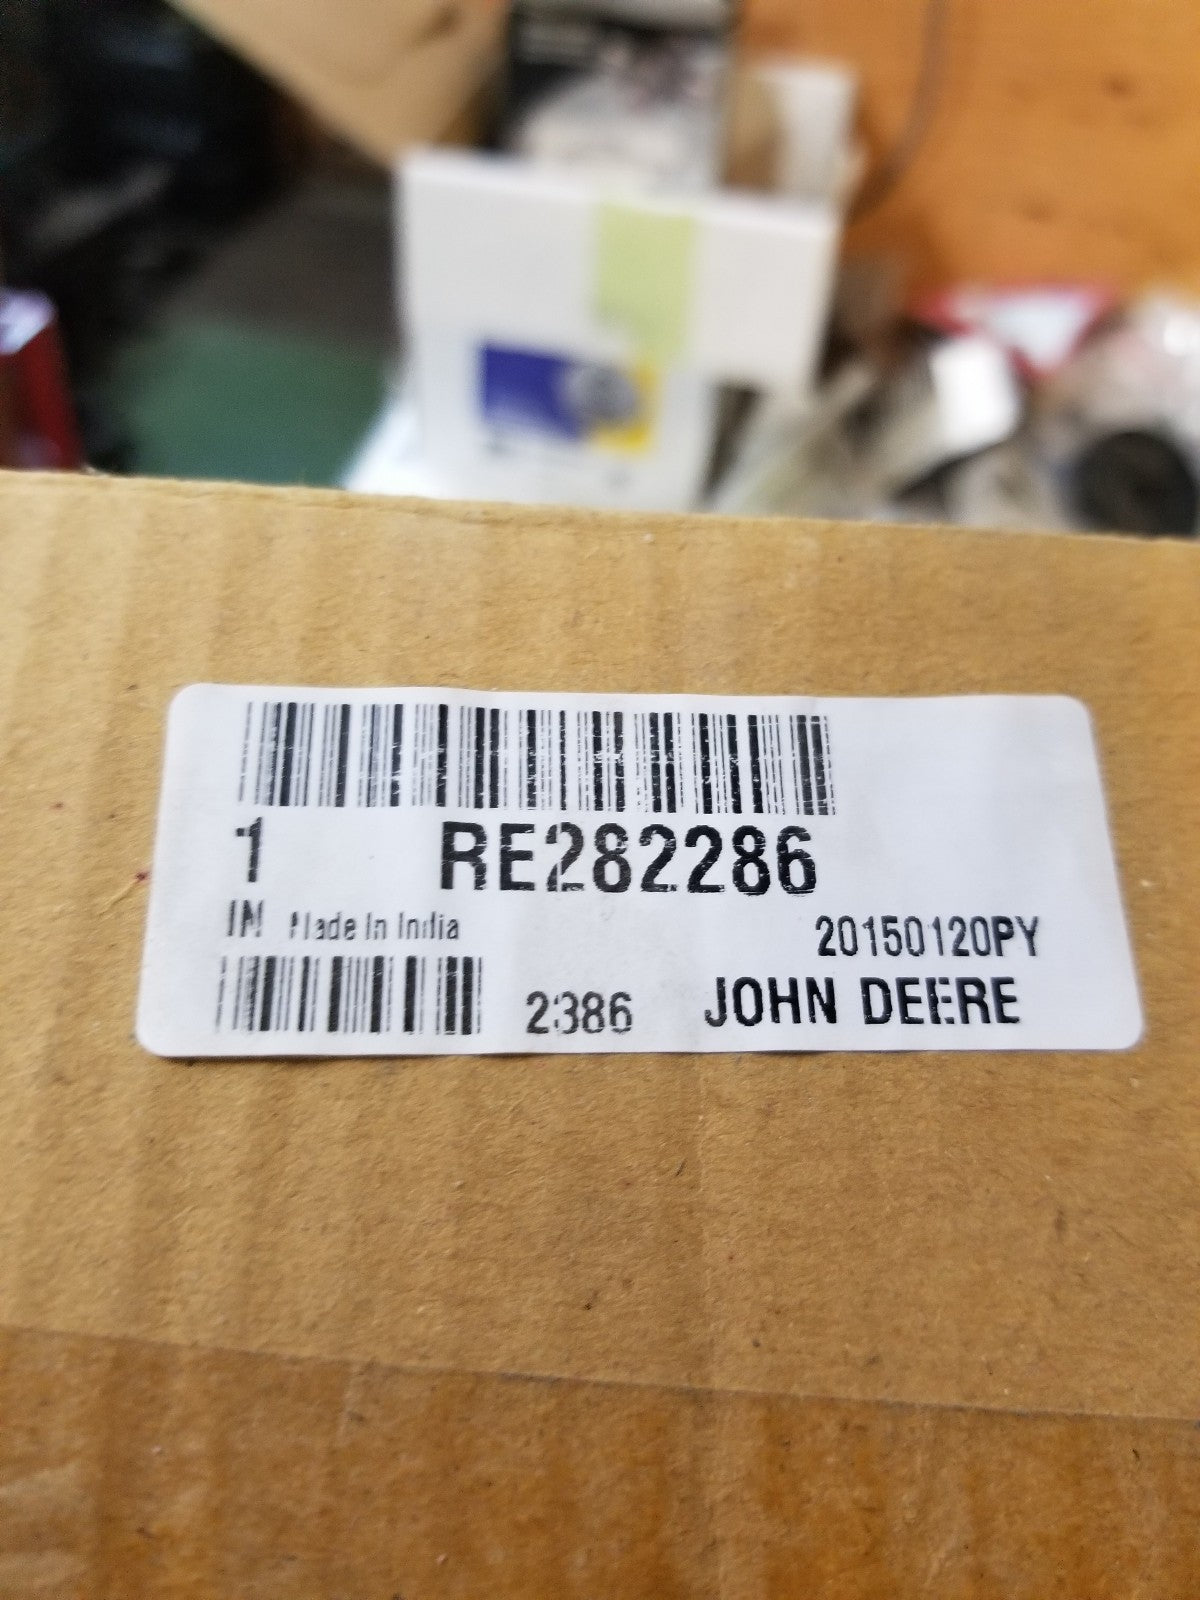 1 RE282286
IN Made In India 20150120PY
2386 JOHN DEERE